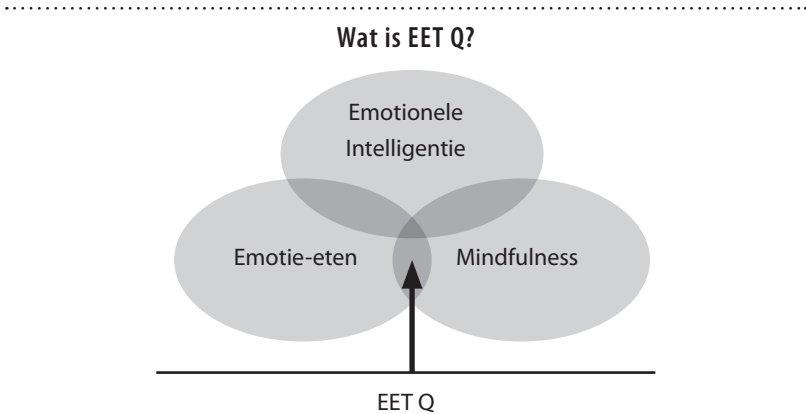 Wat is EET Q?
Emotionele
Intelligentie
Emotie-eten
Mindfulness
EET Q